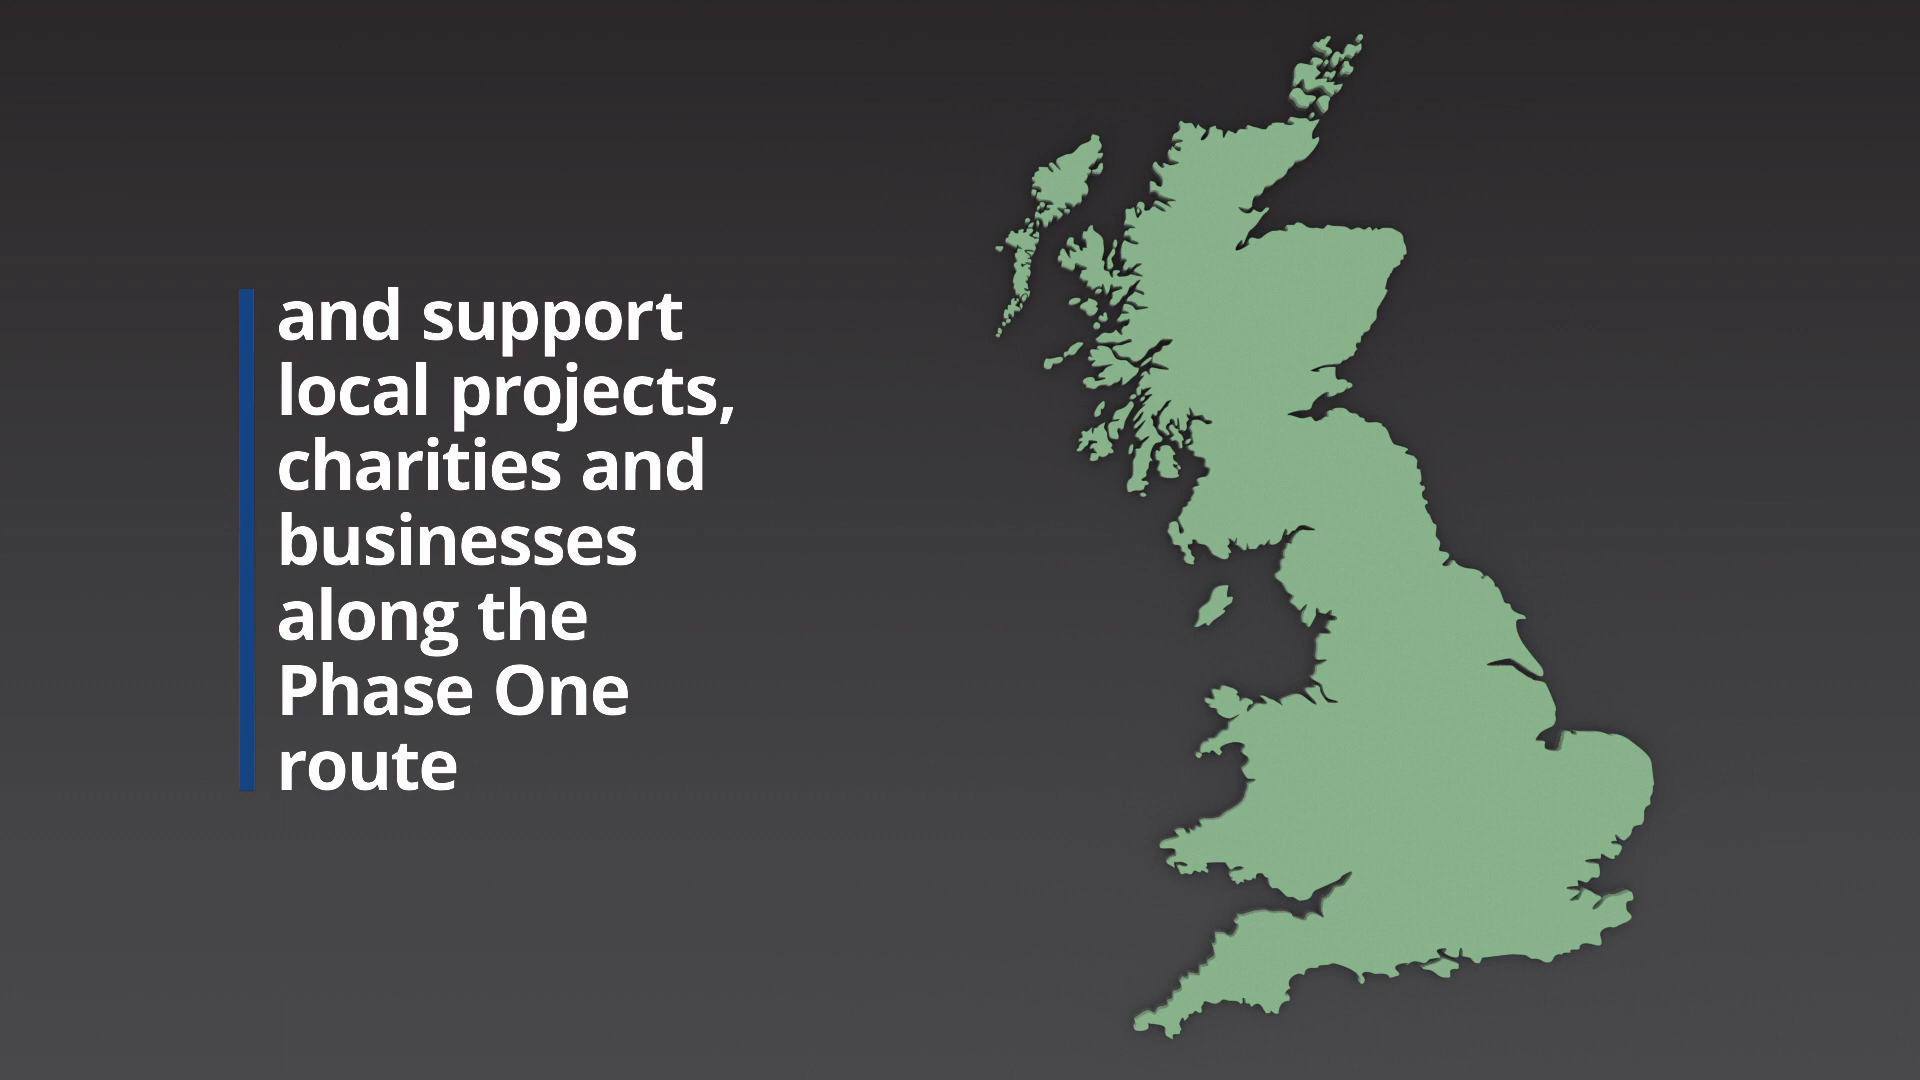 and support
local projects,
charities and
businesses
along the
Phase One
route